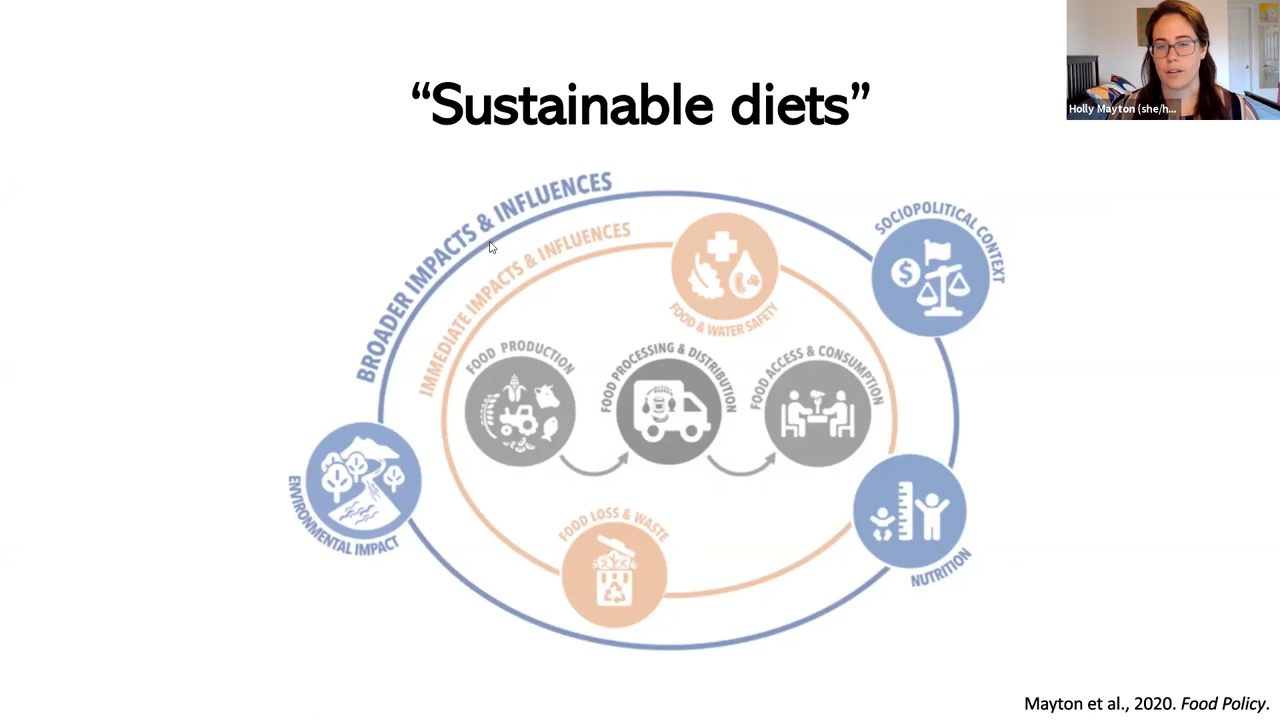 Holly Mayton (she/h...
“Sustainable diets”
BROADER IMPACTS & INFLUENCES
IMMEDIATE IMPACTS & INFLUENCES
SOCIOPOLITICAL CONTEXT
$
FOOD & WATER SAFETY
FOOD PRODUCTION
FOOD PROCESSING & DISTRIBUTION
FOOD ACCESS & CONSUMPTION
ENVIRONMENTAL IMPACT
FOOD LOSS & WASTE
NUTRITION
Mayton et al., 2020. Food Policy.